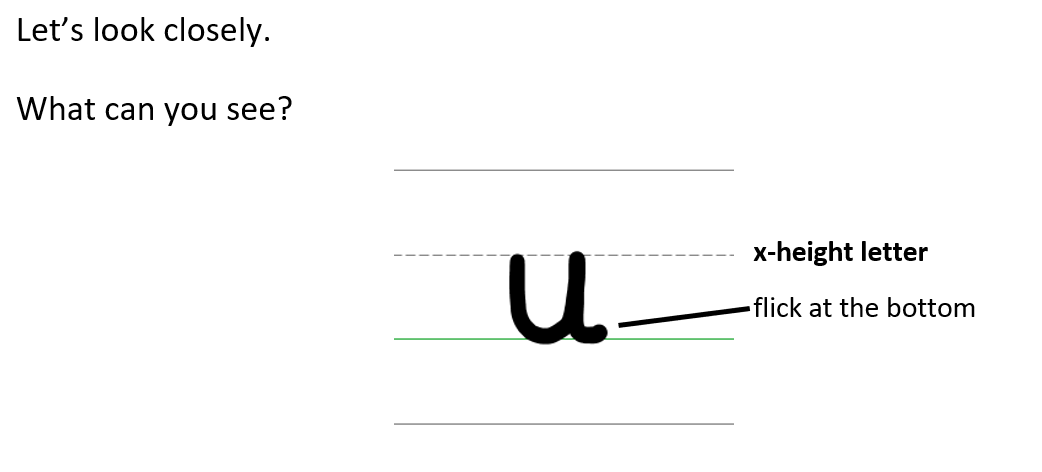 Let’s look closely.
What can you see?
u
x-height letter
flick at the bottom